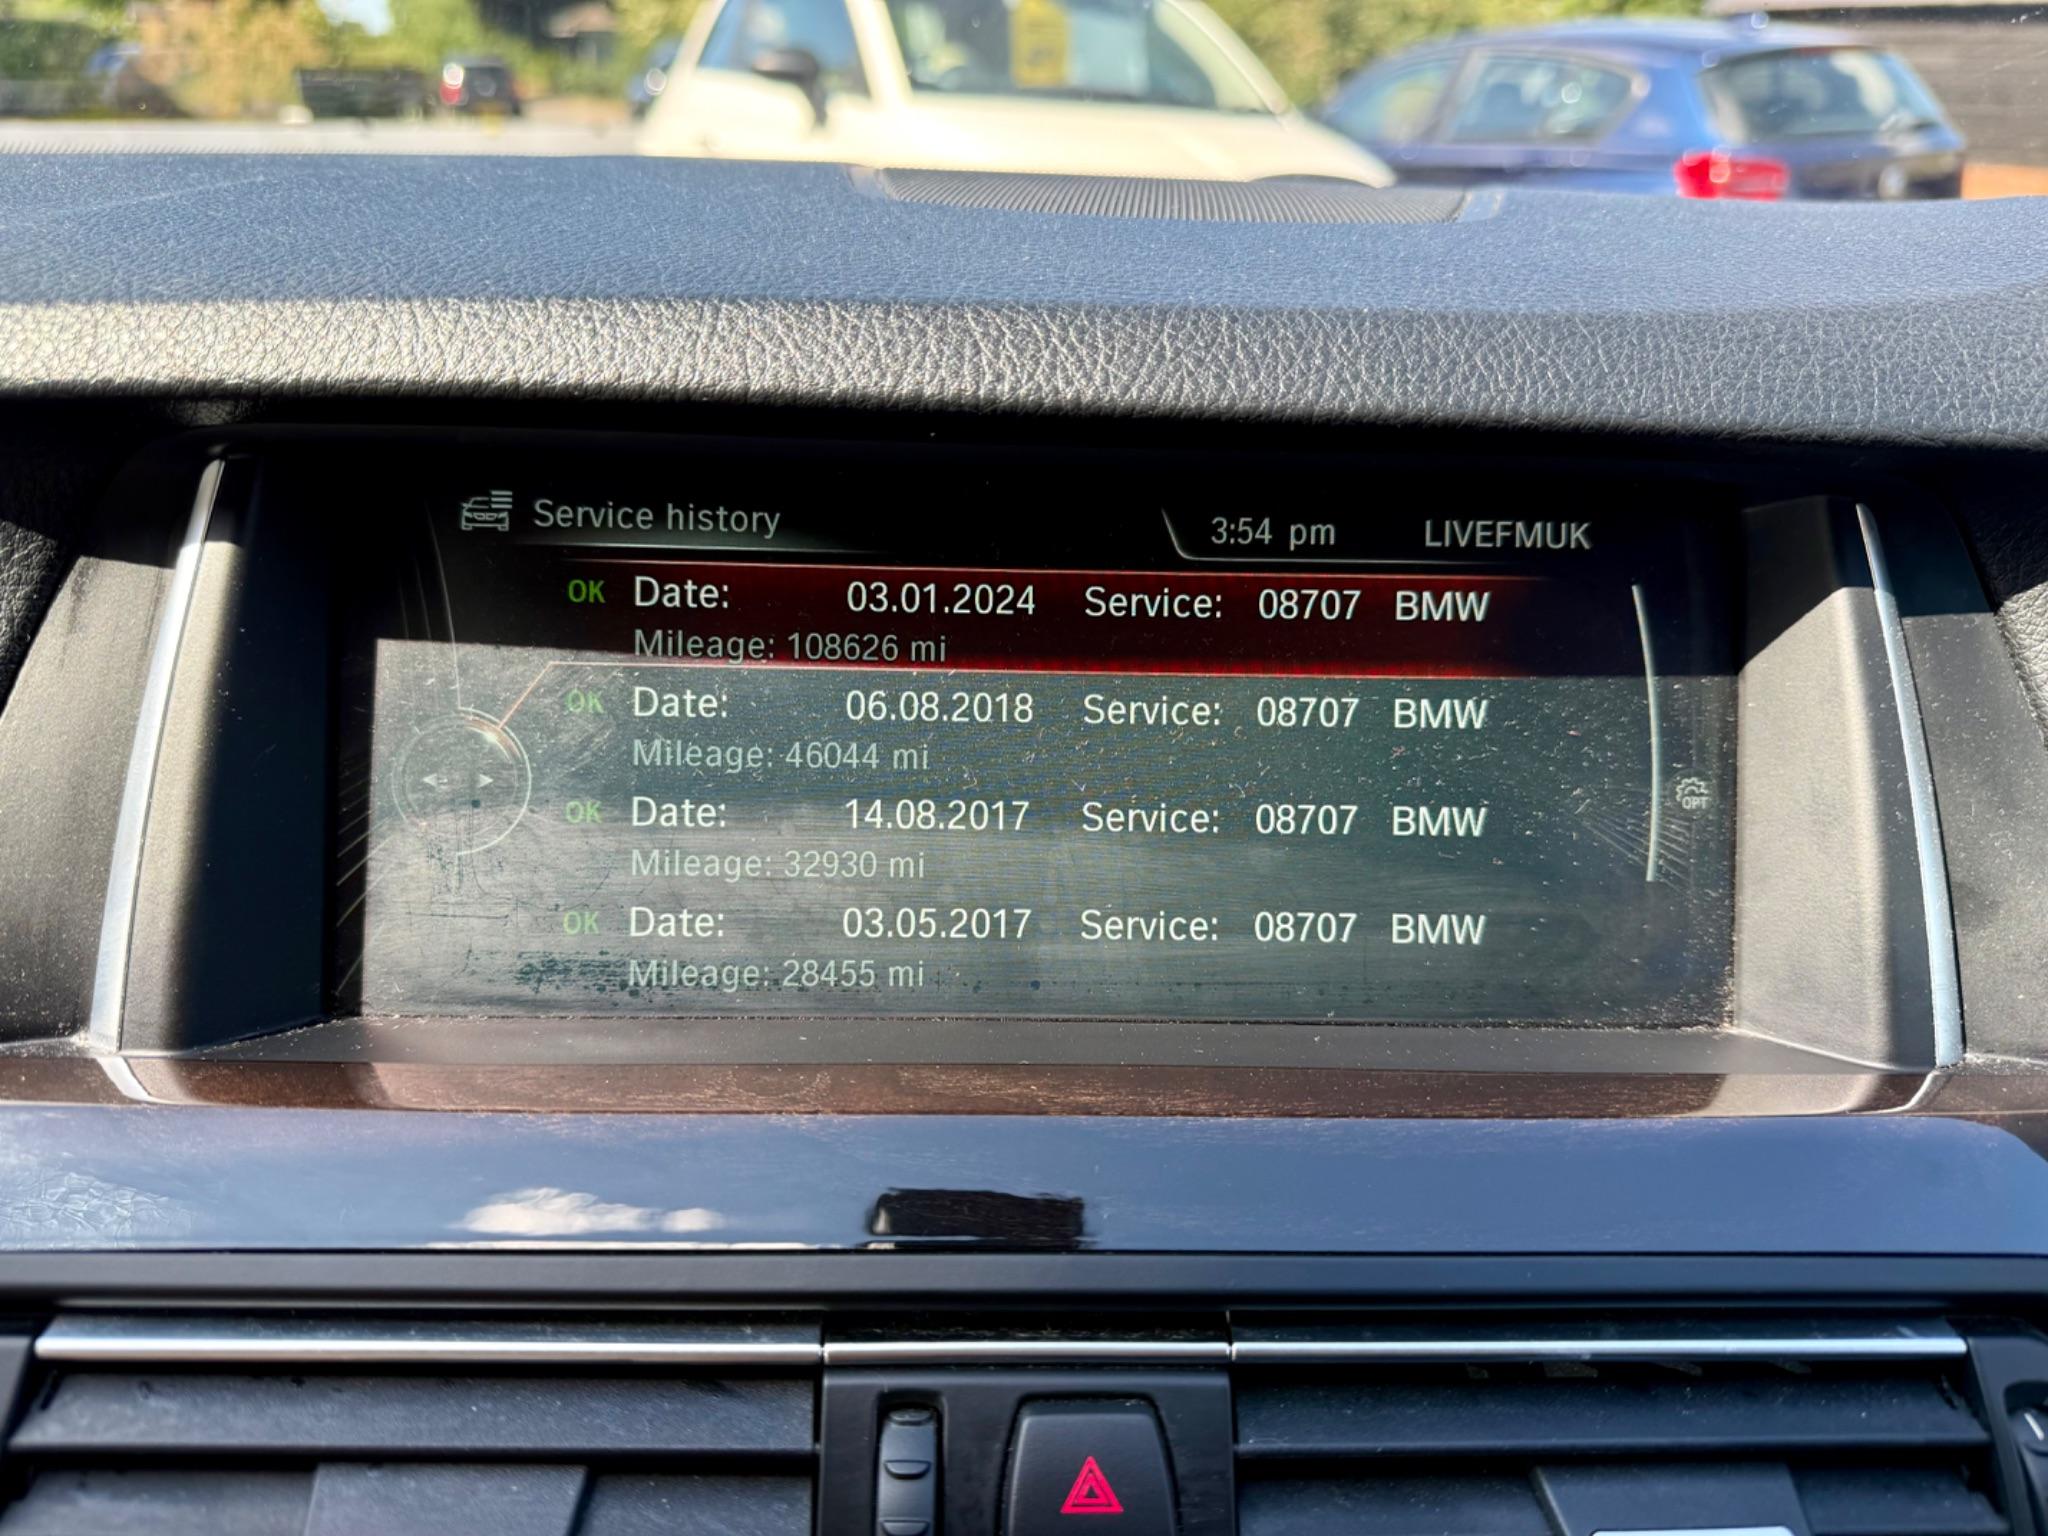 Service history 3:54 pm LIVEFMUK
OK Date: 03.01.2024 Service: 08707 BMW
Mileage: 108626 mi
OK Date: 06.08.2018 Service: 08707 BMW
Mileage: 46044 mi
OK Date: 14.08.2017 Service: 08707 BMW
Mileage: 32930 mi
OK Date: 03.05.2017 Service: 08707 BMW
Mileage: 28455 mi
OPT